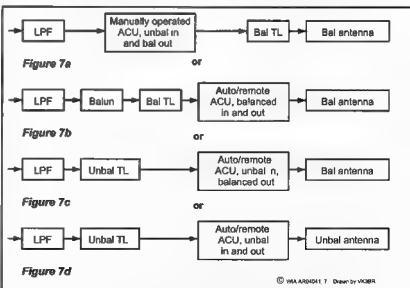 LPF
Manually operated
ACU, unbal in
and bal out
Bal TL
Bal antenna
Figure 7a
or
LPF
Balun
Bal TL
Auto/remote
ACU, balanced
in and out
Bal antenna
Figure 7b
or
LPF
Unbal TL
Auto/remote
ACU, unbal in,
balanced out
Bal antenna
Figure 7c
or
LPF
Unbal TL
Auto/remote
ACU, unbal
in and out
Unbal antenna
Figure 7d
© WIA AR04041_7 Drawn by VK3BR